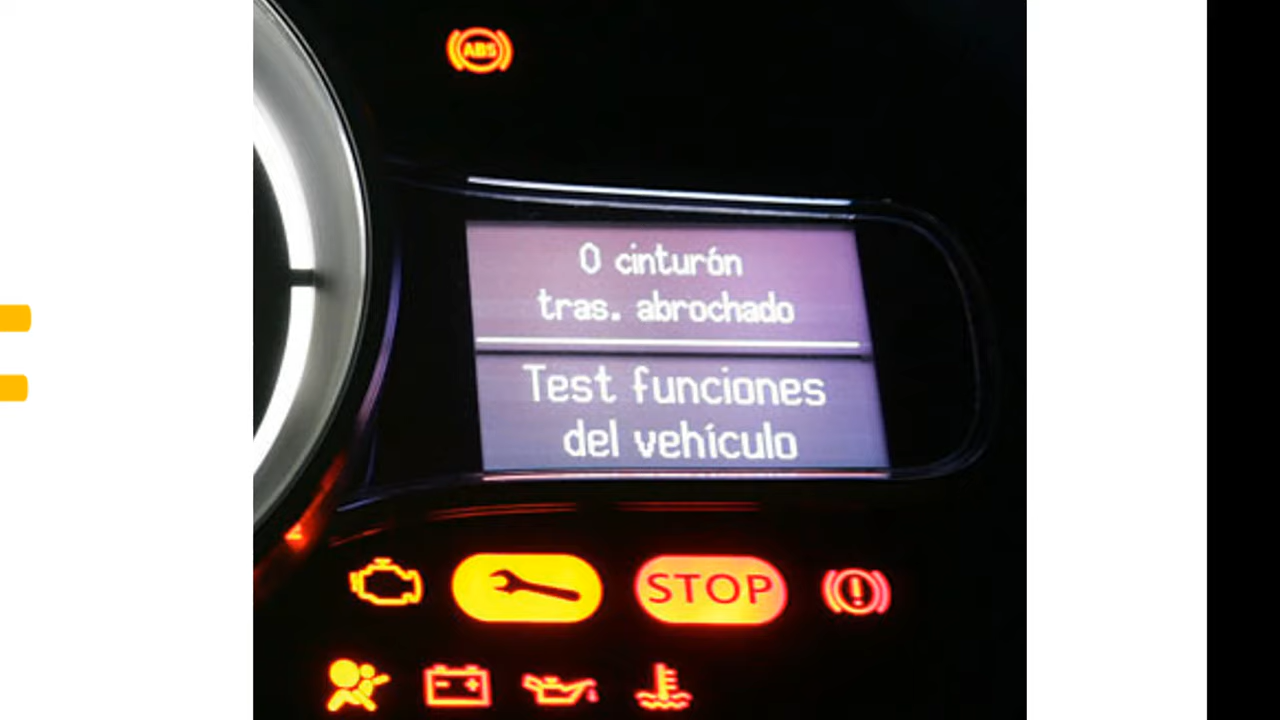 ABS
0 cinturón
tras. abrochado
Test funciones
del vehículo
STOP